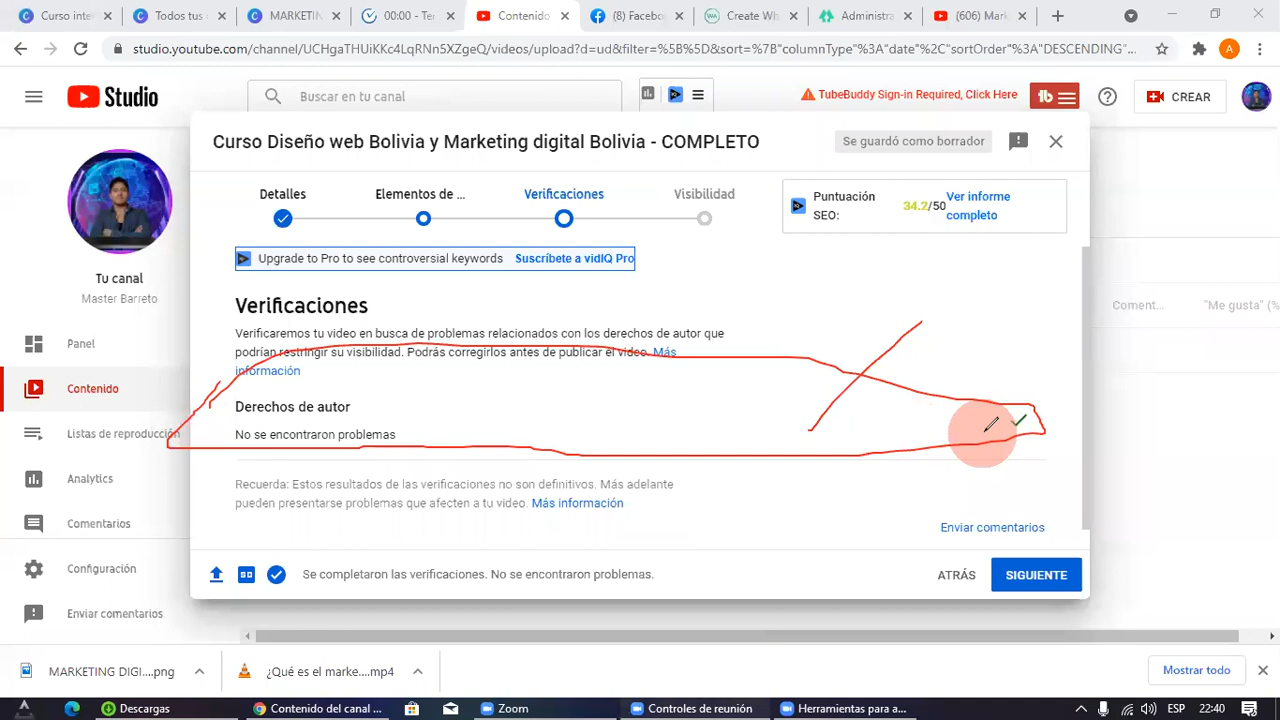 Curso inter
Todos tus
MARKETIN
00:00 - Te
Contenido
(8) Facebo
Create Wh
Administra
(606) Mark
studio.youtube.com/channel/UCHgaTHUiKKc4LqRNn5XZgeQ/videos/upload?d=ud&filter=%5B%5D&sort=%7B"columnType"%3A"date"%2C"sortOrder"%3A"DESCENDING"...
A
Studio
Buscar en tu canal
TubeBuddy Sign-in Required, Click Here
CREAR
Curso Diseño web Bolivia y Marketing digital Bolivia - COMPLETO
Se guardó como borrador
Detalles
Elementos de ...
Verificaciones
Visibilidad
Puntuación SEO:
34.2/50
Ver informe completo
Upgrade to Pro to see controversial keywords Suscríbete a vidIQ Pro
Tu canal
Master Barreto
Panel
Contenido
Listas de reproducción
Analytics
Comentarios
Configuración
Enviar comentarios
Verificaciones
Verificaremos tu video en busca de problemas relacionados con los derechos de autor que
podrían restringir su visibilidad. Podrás corregirlos antes de publicar el video. Más
información
Derechos de autor
No se encontraron problemas
Recuerda: Estos resultados de las verificaciones no son definitivos. Más adelante
pueden presentarse problemas que afecten a tu video. Más información
Enviar comentarios
Coment...
"Me gusta" (%
SD
Se completaron las verificaciones. No se encontraron problemas.
ATRÁS
SIGUIENTE
MARKETING DIGI....png
¿Qué es el marke....mp4
Mostrar todo
Descargas
Contenido del canal ...
Zoom
Controles de reunión
Herramientas para a...
ESP
22:40